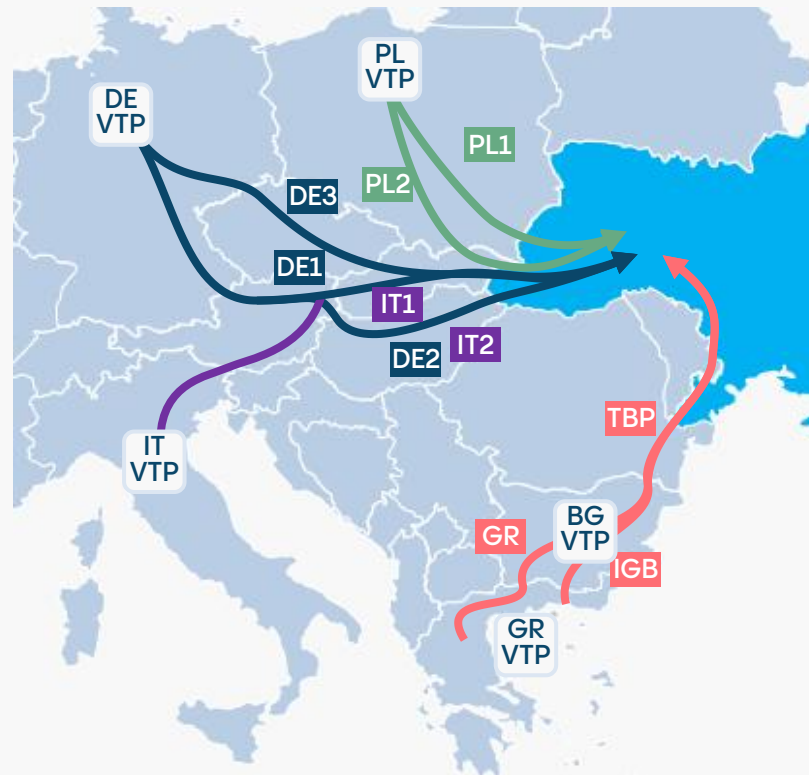 PL
VTP
DE
VTP
PL1
PL2
DE3
DE1
IT1
IT2
DE2
TBP
IT
VTP
BG
VTP
GR
IGB
GR
VTP